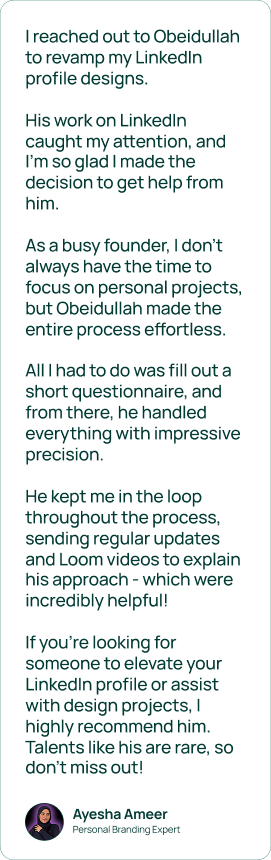 I reached out to Obeidullah
to revamp my LinkedIn
profile designs.
His work on LinkedIn
caught my attention, and
I'm so glad I made the
decision to get help from
him.
As a busy founder, I don't
always have the time to
focus on personal projects,
but Obeidullah made the
entire process effortless.
All I had to do was fill out a
short questionnaire, and
from there, he handled
everything with impressive
precision.
He kept me in the loop
throughout the process,
sending regular updates
and Loom videos to explain
his approach - which were
incredibly helpful!
If you're looking for
someone to elevate your
LinkedIn profile or assist
with design projects, I
highly recommend him.
Talents like his are rare, so
don't miss out!
Ayesha Ameer
Personal Branding Expert